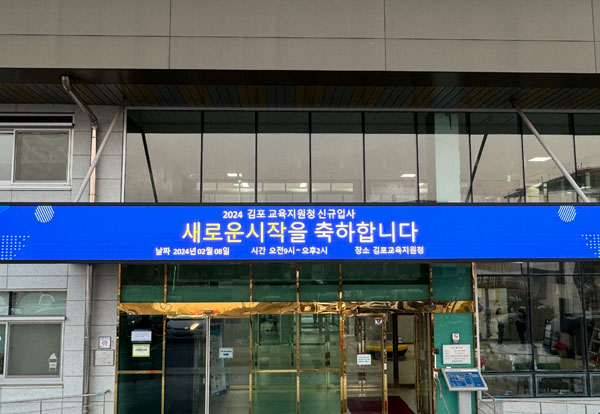 2024 김포 교육지원청 신규입사
새로운시작을 축하합니다
날짜 2024년 02월 08일 시간 오전9시~오후2시 장소 김포교육지원청